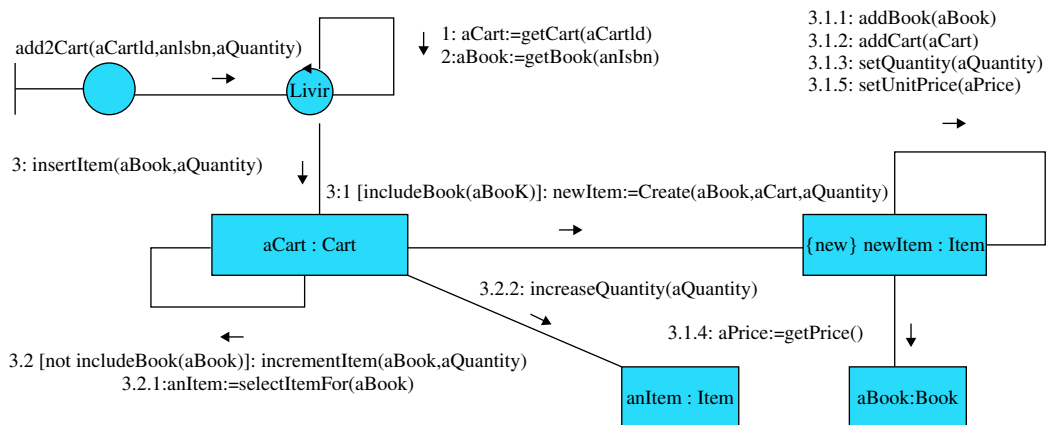 add2Cart(aCartId,anIsbn,aQuantity)
Livir
1: aCart:=getCart(aCartId)
2:aBook:=getBook(anIsbn)
3.1.1: addBook(aBook)
3.1.2: addCart(aCart)
3.1.3: setQuantity(aQuantity)
3.1.5: setUnitPrice(aPrice)
3: insertItem(aBook,aQuantity)
3:1 [includeBook(aBooK)]: newItem:=Create(aBook,aCart,aQuantity)
aCart : Cart
{new} newItem : Item
3.2.2: increaseQuantity(aQuantity)
3.1.4: aPrice:=getPrice()
3.2 [not includeBook(aBook)]: incrementItem(aBook,aQuantity)
3.2.1:anItem:=selectItemFor(aBook)
anItem : Item
aBook:Book